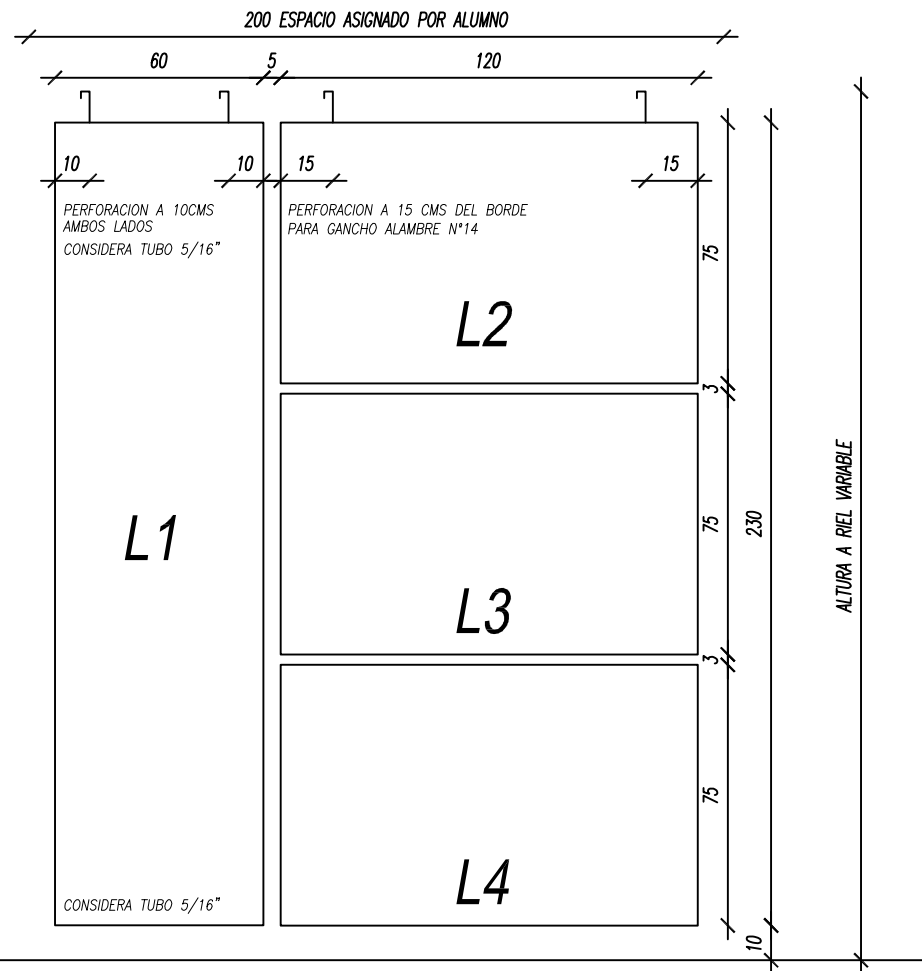 200 ESPACIO ASIGNADO POR ALUMNO
60
5
120
10
10
15
15
PERFORACION A 10CMS
AMBOS LADOS
CONSIDERA TUBO 5/16"
PERFORACION A 15 CMS DEL BORDE
PARA GANCHO ALAMBRE N°14
75
L2
3
L1
75
230
ALTURA A RIEL VARIABLE
L3
3
75
L4
CONSIDERA TUBO 5/16"
10